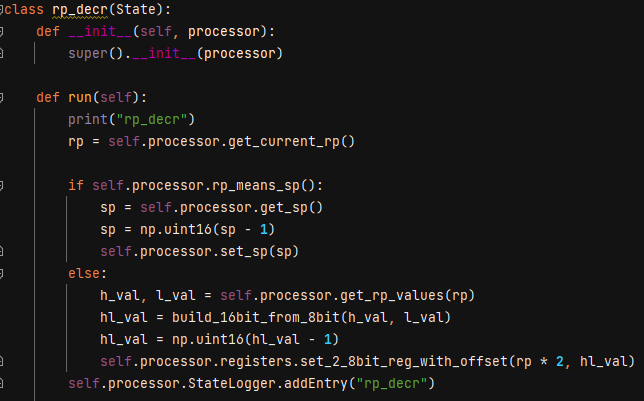 class rp_decr(State):
    def __init__(self, processor):
        super().__init__(processor)

    def run(self):
        print("rp_decr")
        rp = self.processor.get_current_rp()

        if self.processor.rp_means_sp():
            sp = self.processor.get_sp()
            sp = np.uint16(sp - 1)
            self.processor.set_sp(sp)
        else:
            h_val, l_val = self.processor.get_rp_values(rp)
            hl_val = build_16bit_from_8bit(h_val, l_val)
            hl_val = np.uint16(hl_val - 1)
            self.processor.registers.set_2_8bit_reg_with_offset(rp * 2, hl_val)
        self.processor.StateLogger.addEntry("rp_decr")